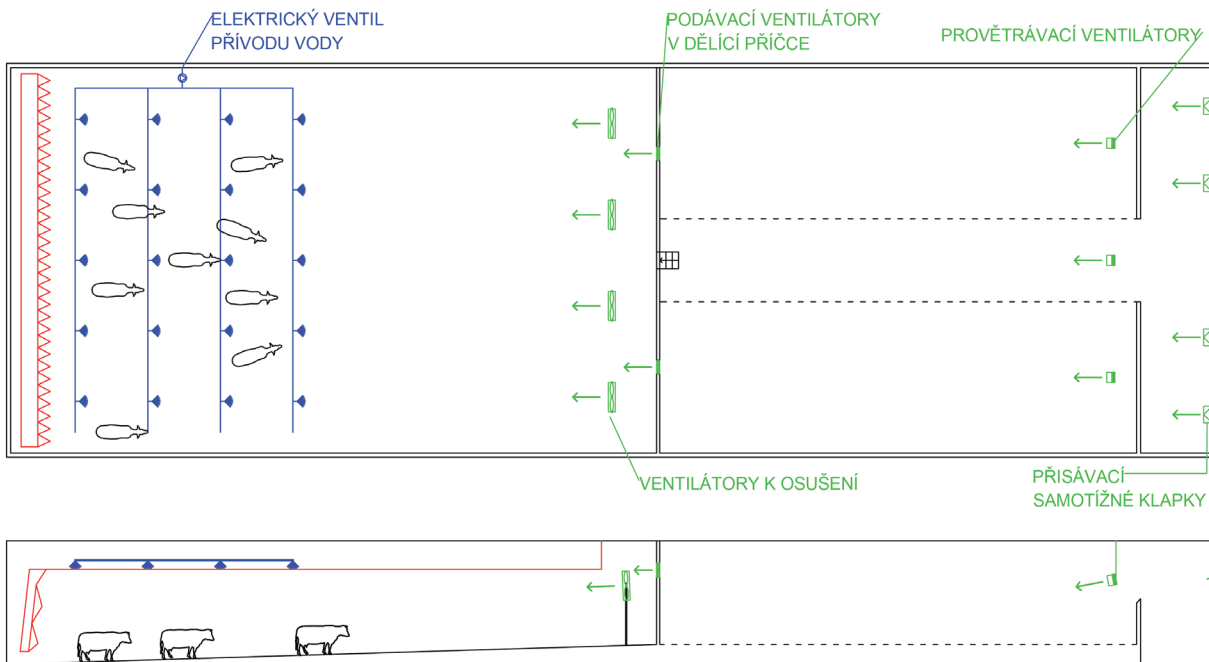 ELEKTRICKÝ VENTIL
PŘÍVODU VODY
PODÁVACÍ VENTILÁTORY
V DĚLÍCÍ PŘÍČCE
PROVĚTRÁVACÍ VENTILÁTORY
VENTILÁTORY K OSUŠENÍ
PŘISÁVACÍ
SAMOTÍŽNÉ KLAPKY